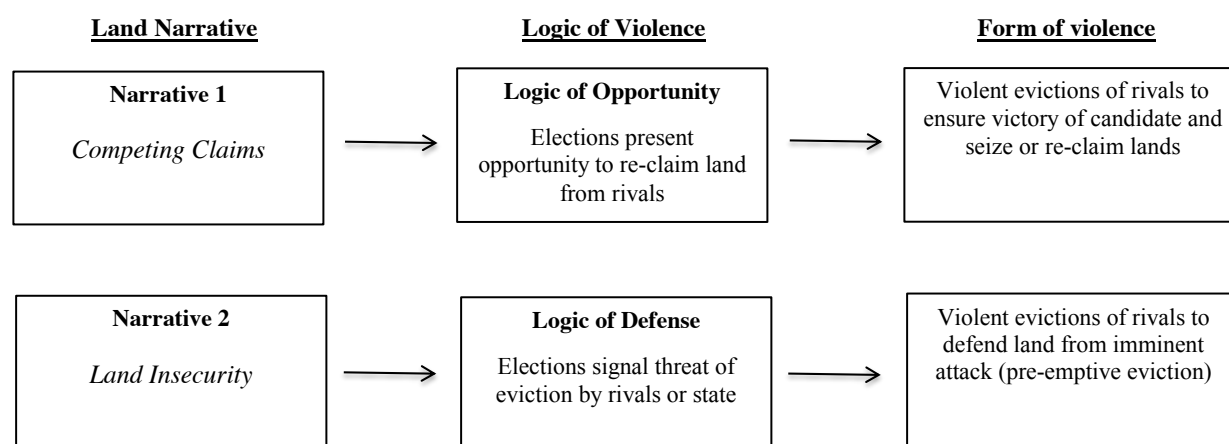 Land Narrative
Logic of Violence
Form of violence
Narrative 1
Competing Claims
Logic of Opportunity
Elections present
opportunity to re-claim land
from rivals
Violent evictions of rivals to
ensure victory of candidate and
seize or re-claim lands
Narrative 2
Land Insecurity
Logic of Defense
Elections signal threat of
eviction by rivals or state
Violent evictions of rivals to
defend land from imminent
attack (pre-emptive eviction)